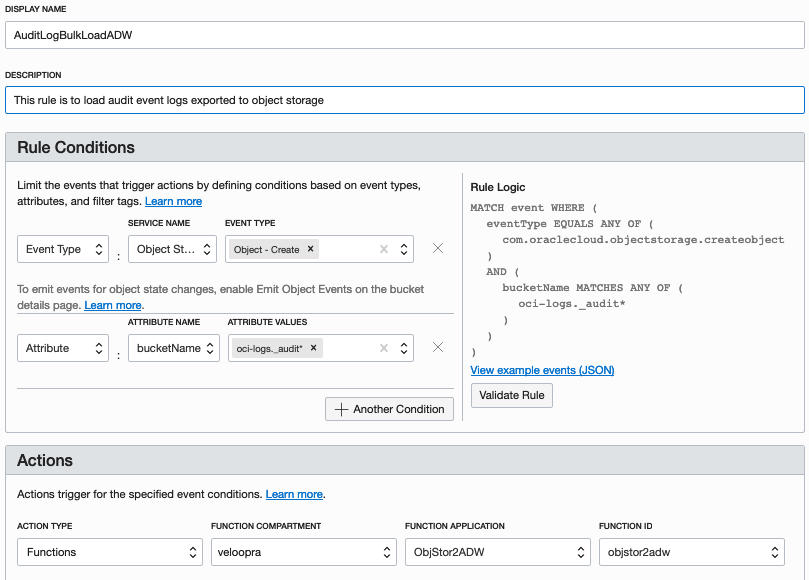 DISPLAY NAME
AuditLogBulkLoadADW
DESCRIPTION
This rule is to load audit event logs exported to object storage
Rule Conditions
Limit the events that trigger actions by defining conditions based on event types,
attributes, and filter tags. Learn more
SERVICE NAME EVENT TYPE
Event Type : Object St... Object - Create ×
To emit events for object state changes, enable Emit Object Events on the bucket
details page. Learn more.
ATTRIBUTE NAME ATTRIBUTE VALUES
Attribute : bucketName oci-logs._audit* ×
+ Another Condition
Rule Logic
MATCH event WHERE (
eventType EQUALS ANY OF (
com.oraclecloud.objectstorage.createobject
)
AND (
bucketName MATCHES ANY OF (
oci-logs._audit*
)
)
)
View example events (JSON)
Validate Rule
Actions
Actions trigger for the specified event conditions. Learn more.
ACTION TYPE FUNCTION COMPARTMENT FUNCTION APPLICATION FUNCTION ID
Functions veloopra ObjStor2ADW objstor2adw